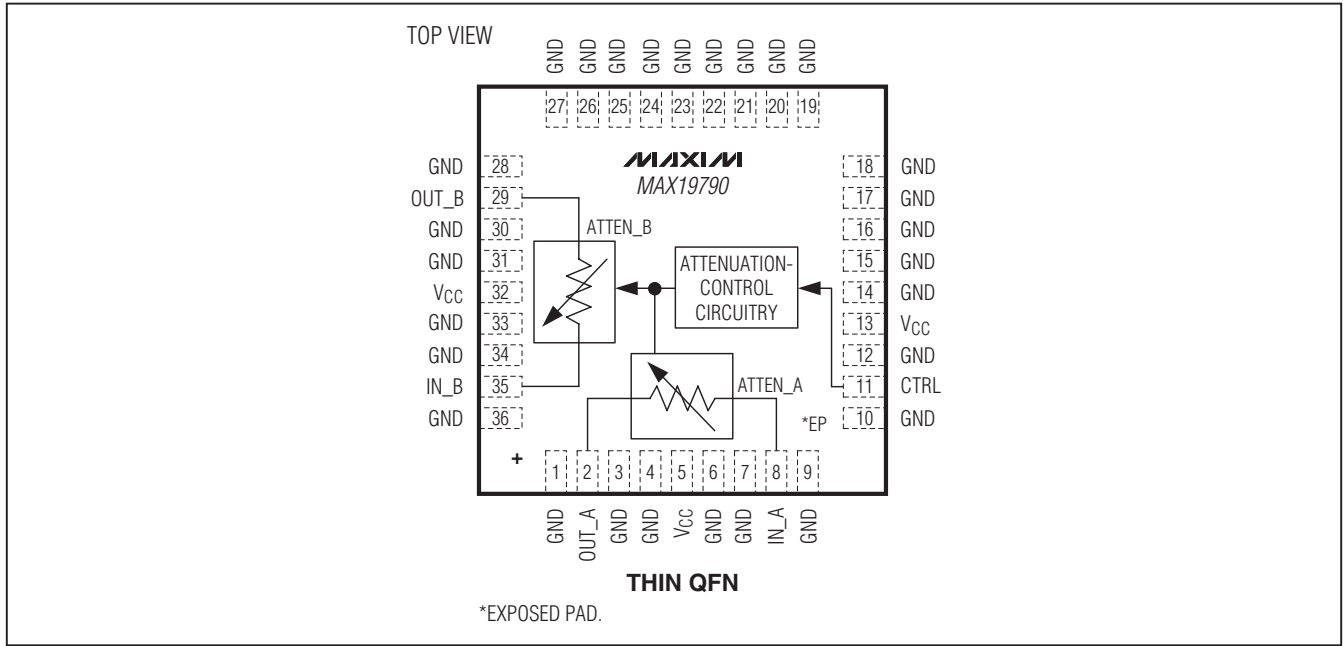 TOP VIEW
GND GND GND GND GND GND GND GND GND
27 26 25 24 23 22 21 20 19
MAXIM
MAX19790
GND 28
OUT_B 29
GND 30
GND 31
VCC 32
GND 33
GND 34
IN_B 35
GND 36
18 GND
17 GND
16 GND
15 GND
14 GND
13 VCC
12 GND
11 CTRL
10 GND
ATTEN_B
ATTENUATION-
CONTROL
CIRCUITRY
ATTEN_A
*EP
+
1 2 3 4 5 6 7 8 9
GND OUT_A GND GND VCC GND GND IN_A GND
THIN QFN
*EXPOSED PAD.